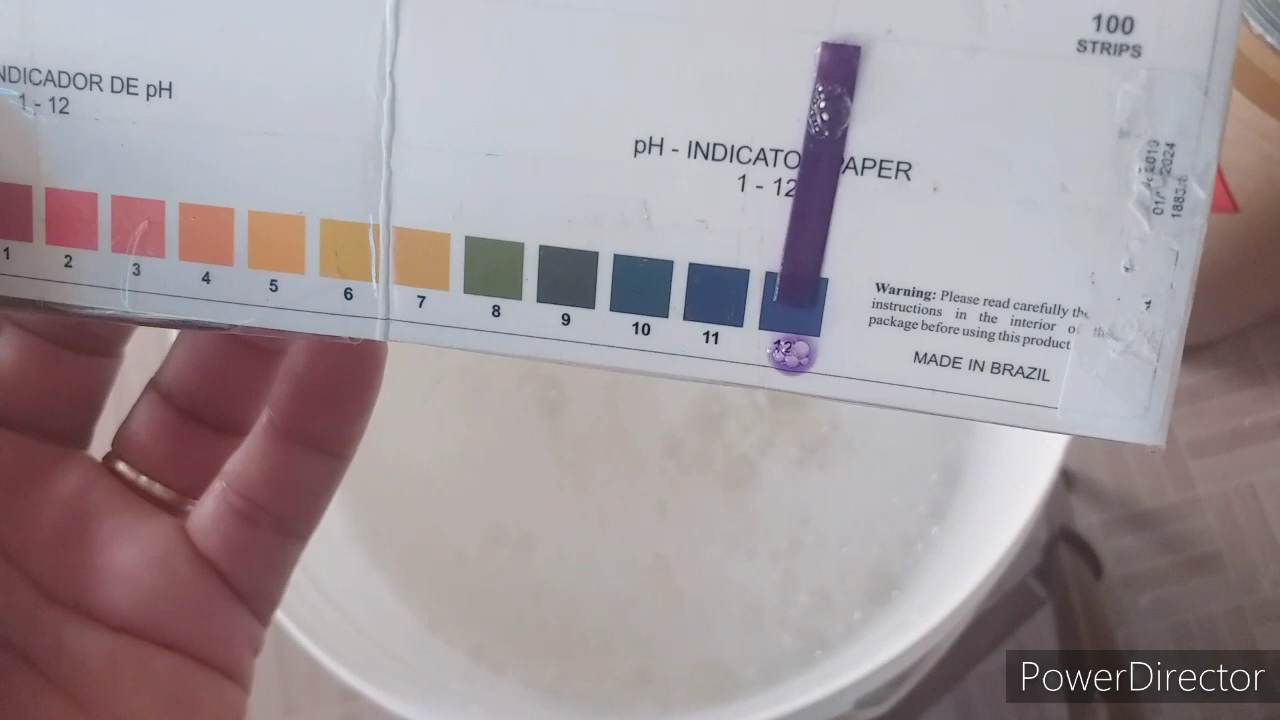 100
STRIPS
NDICADOR DE pH
1 - 12
pH - INDICATO APER
1 - 12
1 2 3 4 5 6 7 8 9 10 11 12
Warning: Please read carefully the
instructions in the interior of the
package before using this product
MADE IN BRAZIL
2019
2024
PowerDirector